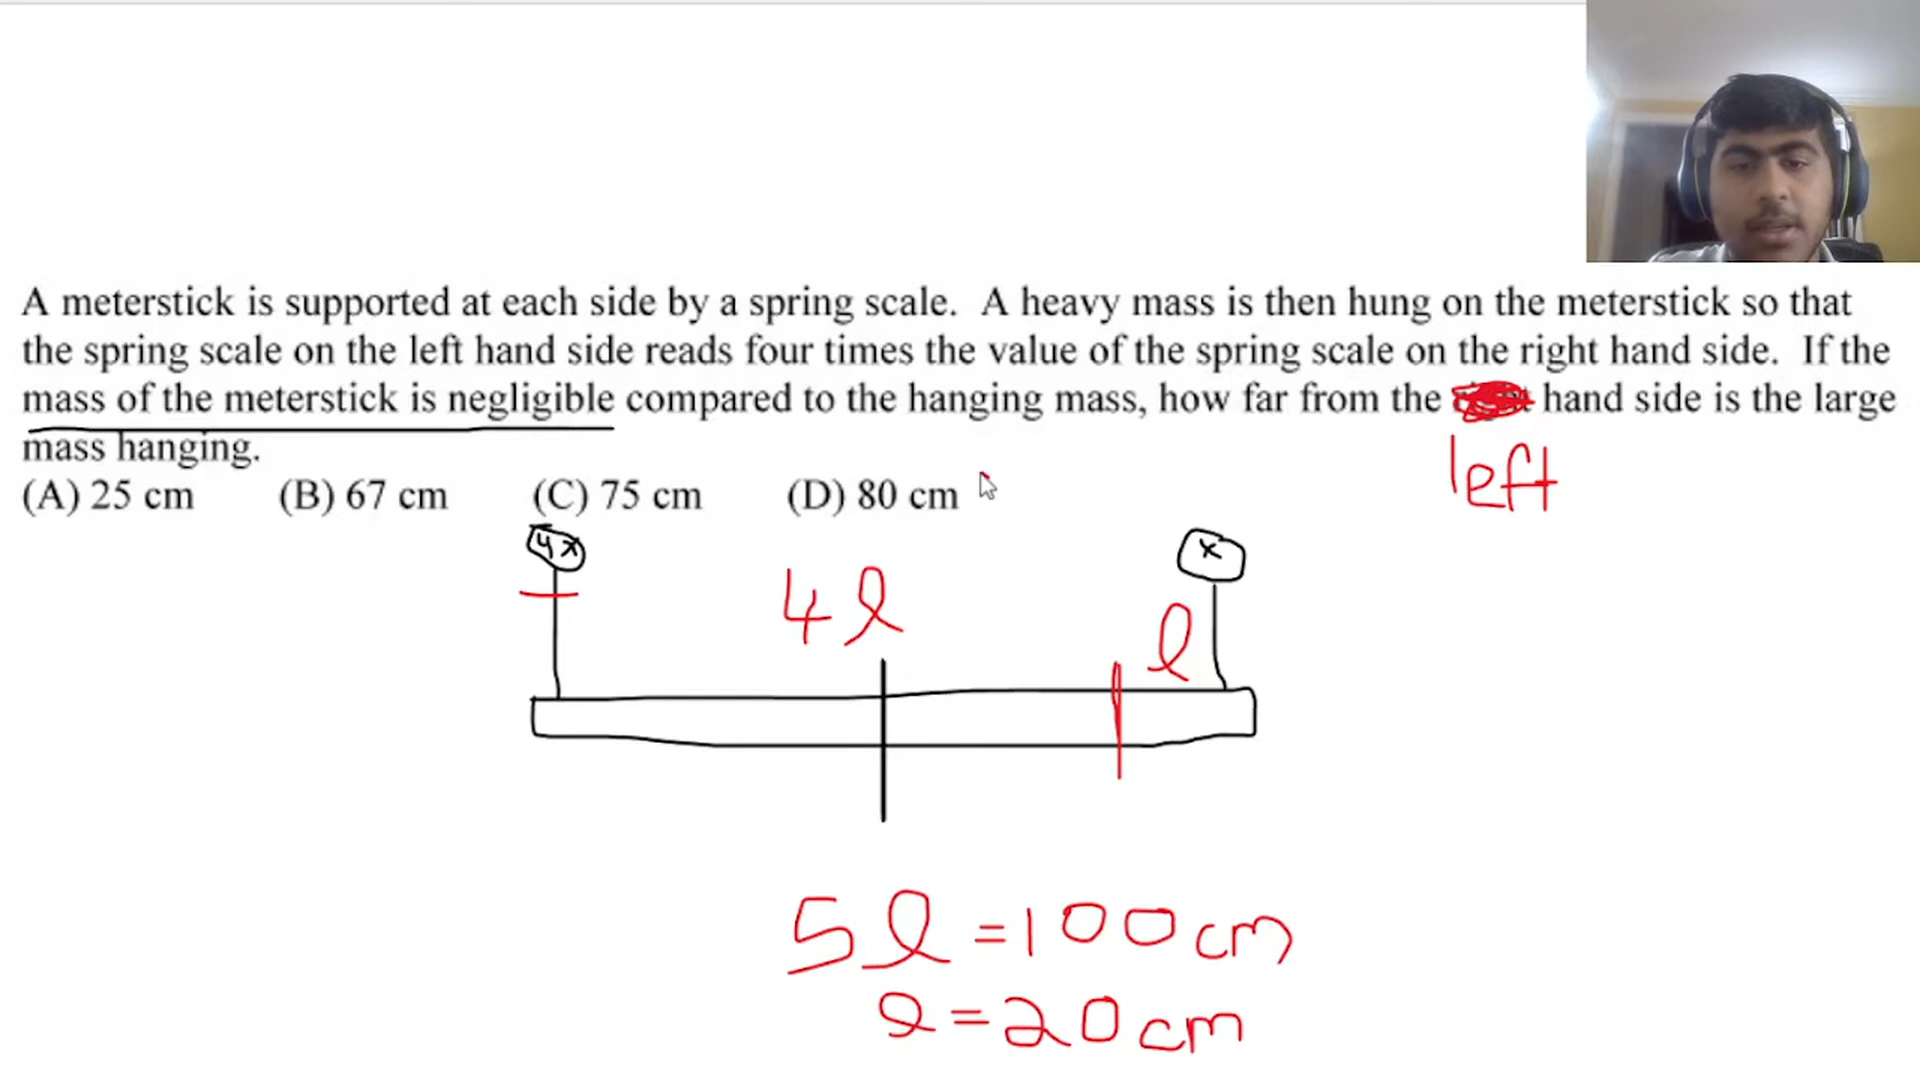 A meterstick is supported at each side by a spring scale. A heavy mass is then hung on the meterstick so that
the spring scale on the left hand side reads four times the value of the spring scale on the right hand side. If the
mass of the meterstick is negligible compared to the hanging mass, how far from the hand side is the large
left
mass hanging.
(A) 25 cm (B) 67 cm (C) 75 cm (D) 80 cm
4x
x
4l
l
5l=100cm
l=20cm